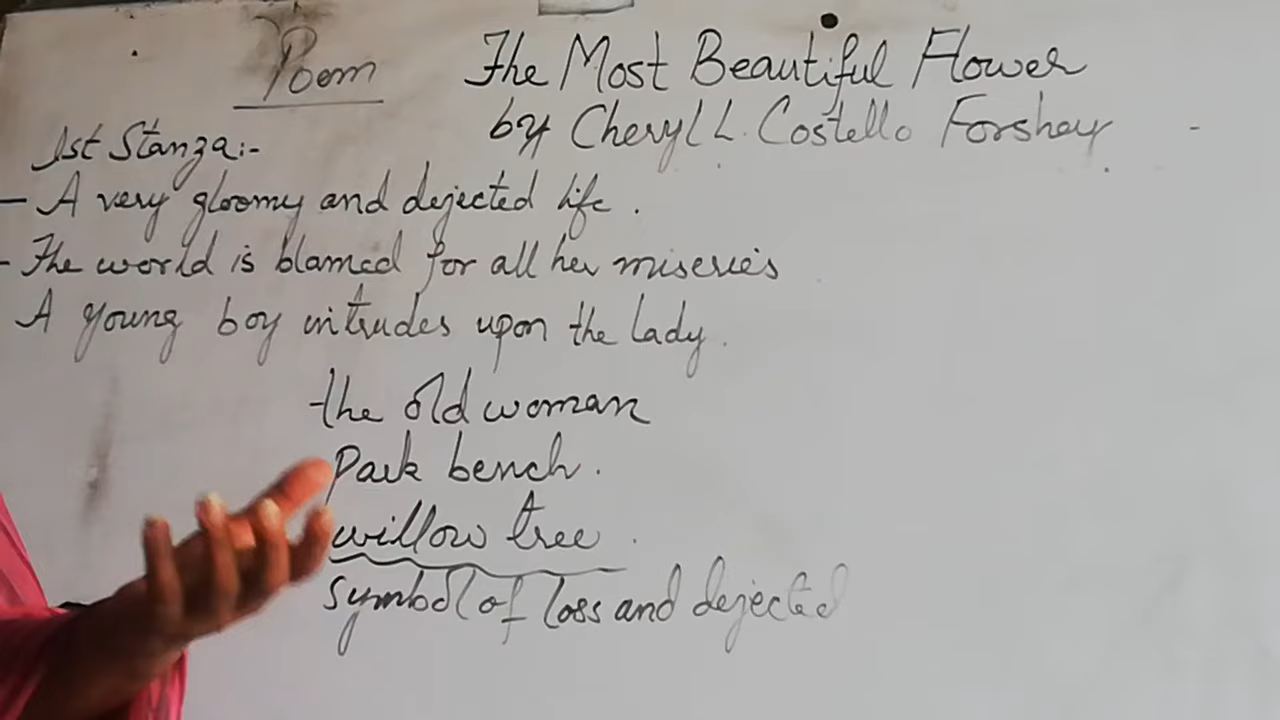 Poem The Most Beautiful Flower
by Cheryl L. Costello Forshey
1st Stanza:-
- A very gloomy and dejected life.
- The world is blamed for all her miseries
A young boy intrudes upon the lady.
the old woman
Park bench.
willow tree.
symbol of loss and dejected